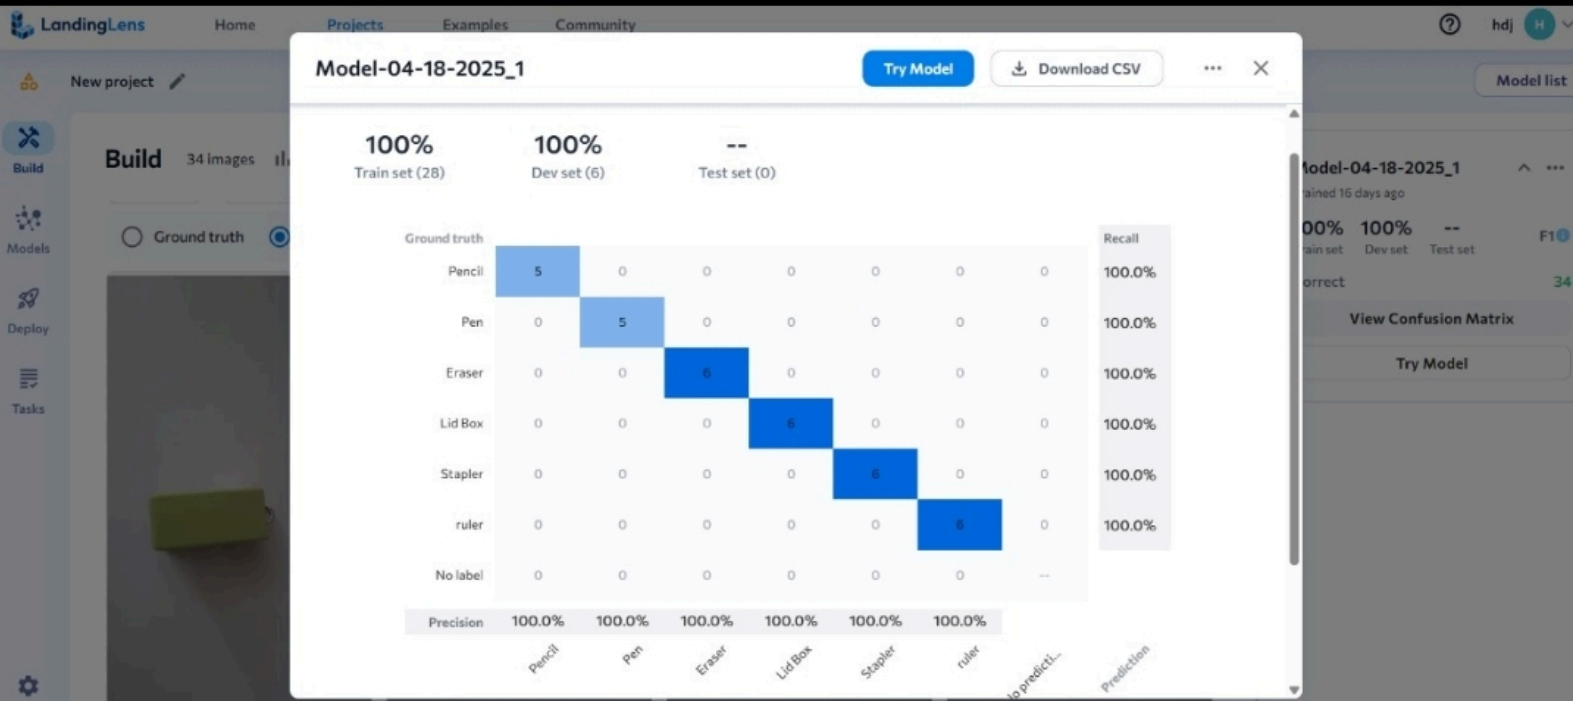 LandingLens Home Projects Examples Community hdj H
New project Model list
Model-04-18-2025_1 Try Model Download CSV
Build
Models
Deploy
Tasks
Build 34 images
Ground truth
100% 100% --
Train set (28) Dev set (6) Test set (0)
Ground truth Recall
Pencil 5 0 0 0 0 0 0 100.0%
Pen 0 5 0 0 0 0 0 100.0%
Eraser 0 0 6 0 0 0 0 100.0%
Lid Box 0 0 0 6 0 0 0 100.0%
Stapler 0 0 0 0 6 0 0 100.0%
ruler 0 0 0 0 0 6 0 100.0%
No label 0 0 0 0 0 0 --
Precision 100.0% 100.0% 100.0% 100.0% 100.0% 100.0%
Pencil Pen Eraser Lid Box Stapler ruler lo predicti... Prediction
odel-04-18-2025_1
ained 16 days ago
00% 100% -- F1
ain set Dev set Test set
orrect 34
View Confusion Matrix
Try Model